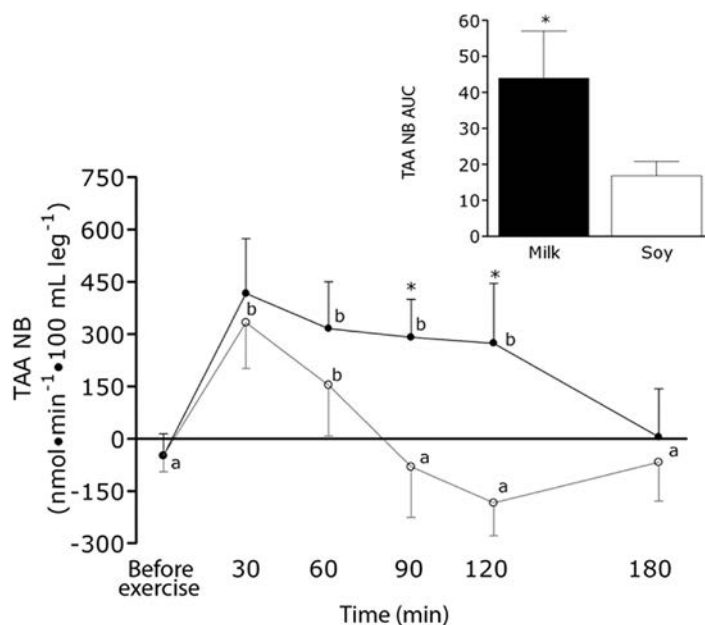 60
*
50
40
30
20
10
0
TAA NB AUC
Milk
Soy
750
600
450
300
150
0
-150
-300
TAA NB
(nmol•min⁻¹•100 mL leg⁻¹)
b
b
*
b
*
b
b
a
a
a
a
Before
exercise
30
60
90
120
180
Time (min)